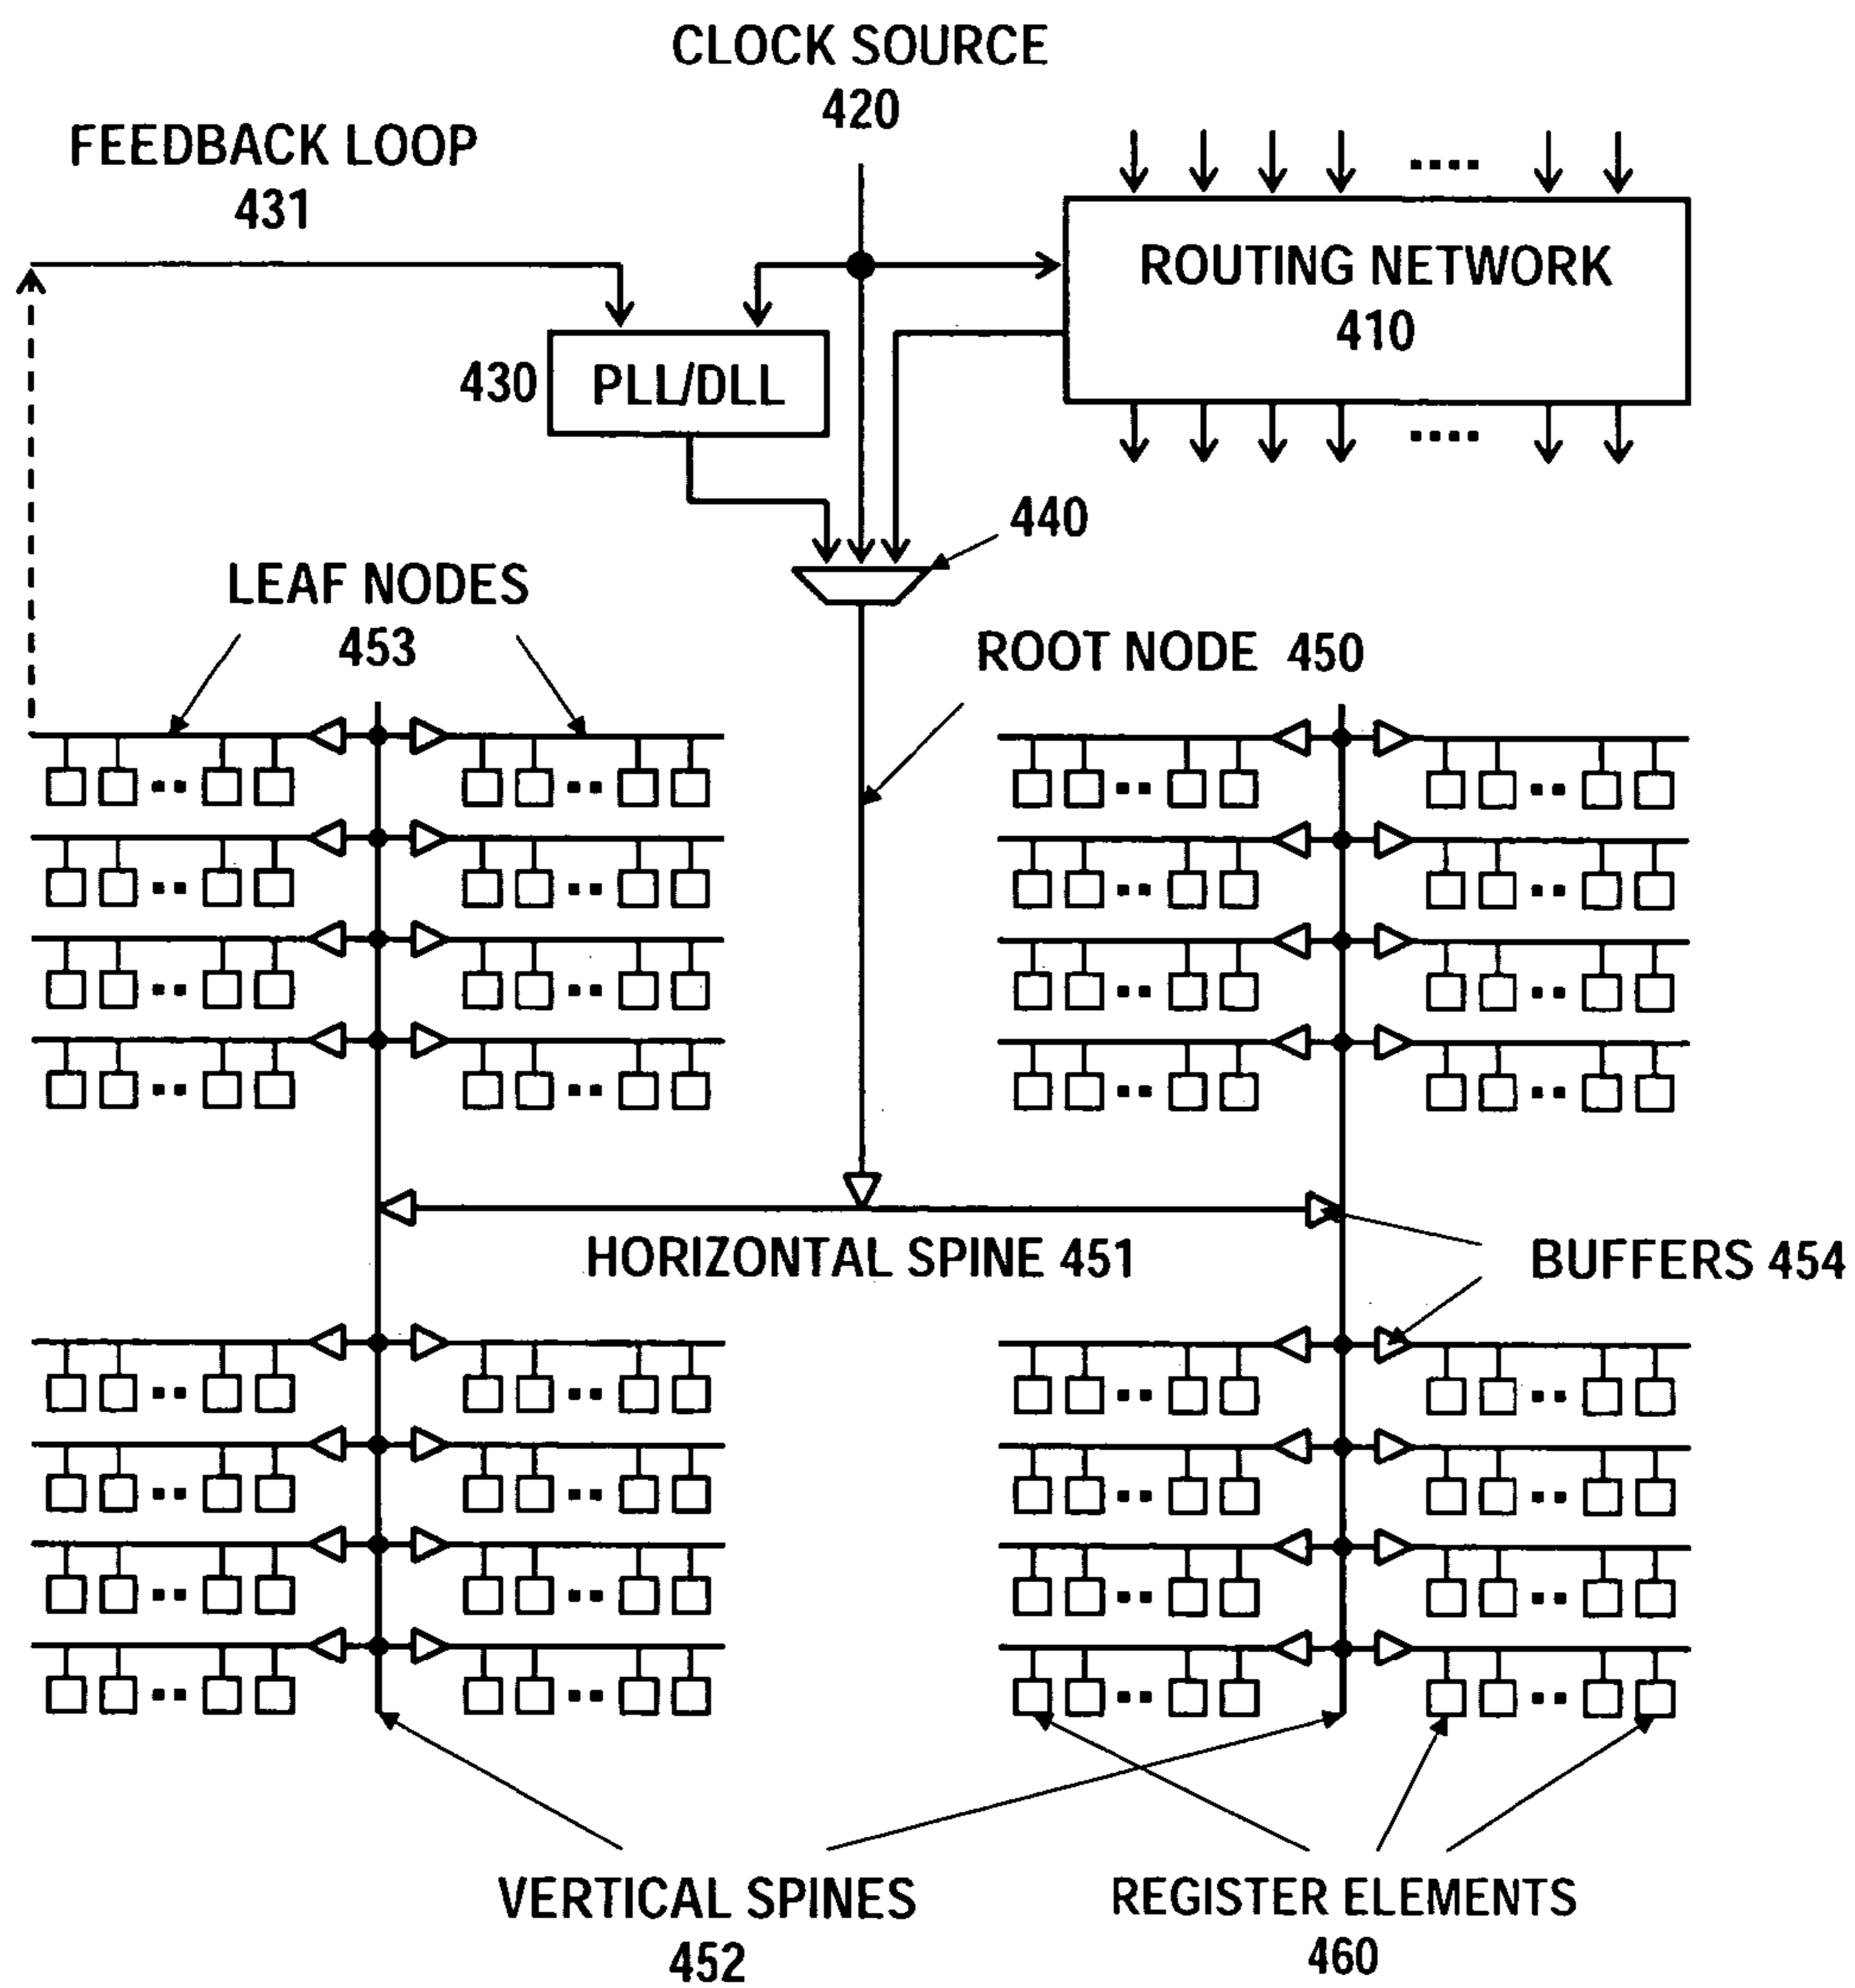 CLOCK SOURCE
420
FEEDBACK LOOP
431
ROUTING NETWORK
410
430
PLL/DLL
440
LEAF NODES
453
ROOT NODE 450
HORIZONTAL SPINE 451
BUFFERS 454
VERTICAL SPINES
452
REGISTER ELEMENTS
460